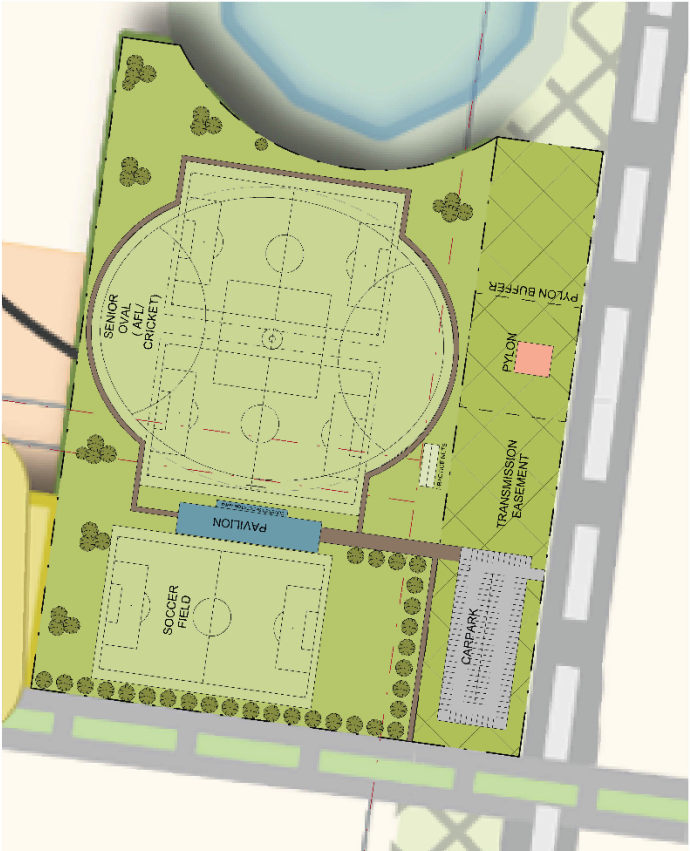 SENIOR
OVAL
( AFL/
CRICKET)
PYLON BUFFER
PYLON
TRANSMISSION
EASEMENT
PAVILION
SOCCER
FIELD
CARPARK